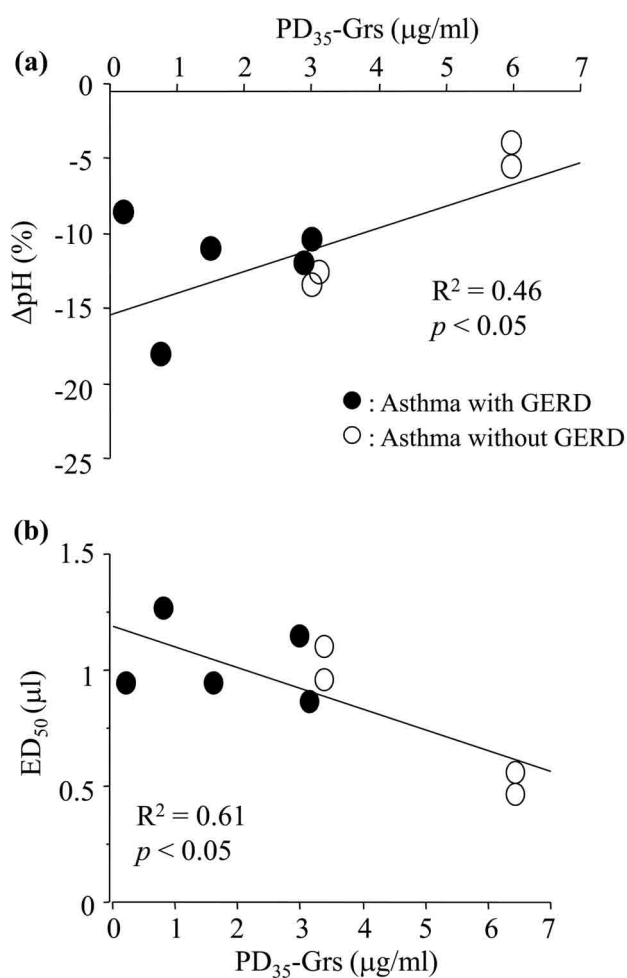 PD35-Grs (µg/ml)
(a)
0 1 2 3 4 5 6 7
0
-5
-10
-15
-20
-25
ΔpH (%)
R² = 0.46
p < 0.05
: Asthma with GERD
: Asthma without GERD
(b)
1.5
1
0.5
0
ED50 (µl)
R² = 0.61
p < 0.05
0 1 2 3 4 5 6 7
PD35-Grs (µg/ml)